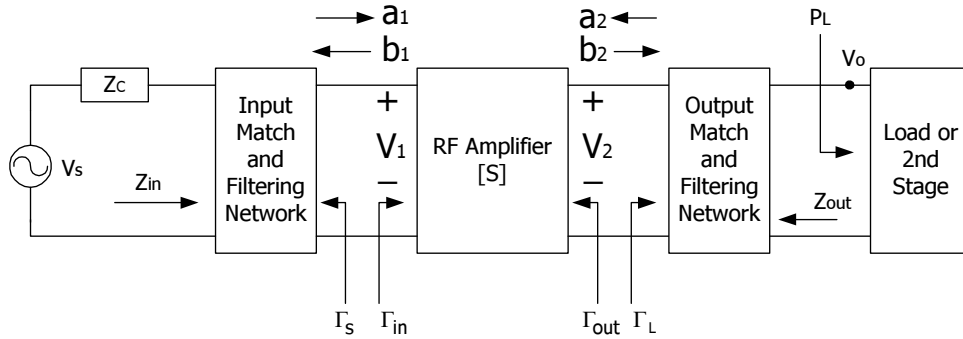 a1
b1
a2
b2
PL
Vo
Zc
Vs
Zin
Input
Match
and
Filtering
Network
+
V1
−
RF Amplifier
[S]
+
V2
−
Output
Match
and
Filtering
Network
Zout
Load or
2nd
Stage
Γs
Γin
Γout
ΓL